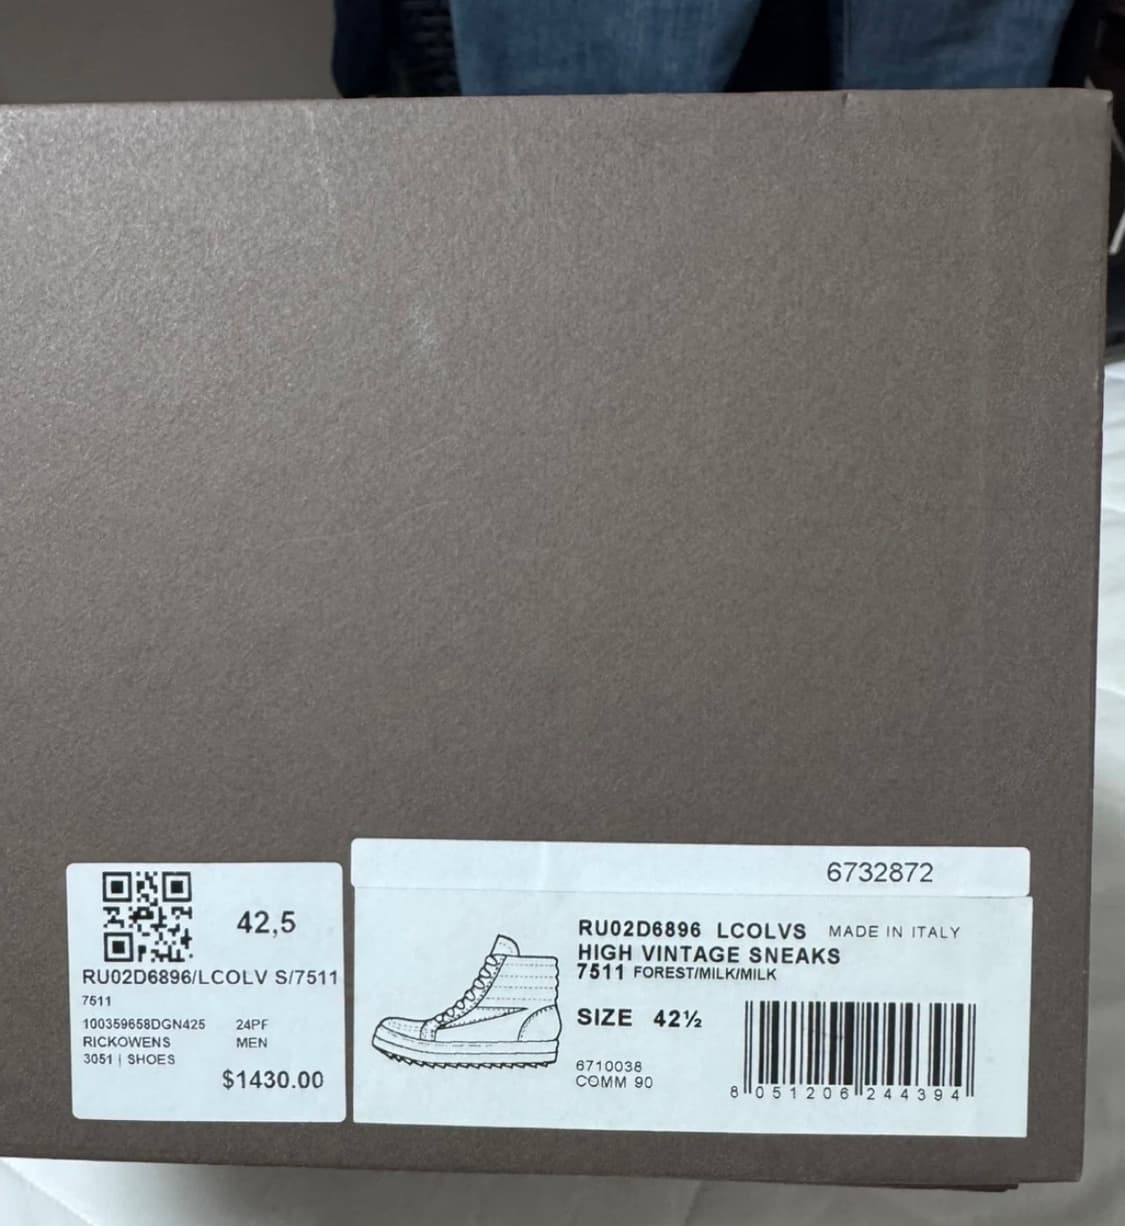 42,5
RU02D6896/LCOLV S/7511
7511
100359658DGN425 24PF
RICKOWENS MEN
3051 | SHOES
$1430.00
6732872
RU02D6896 LCOLVS MADE IN ITALY
HIGH VINTAGE SNEAKS
7511 FOREST/MILK/MILK
SIZE 42½
6710038
COMM 90
8 051206 244394